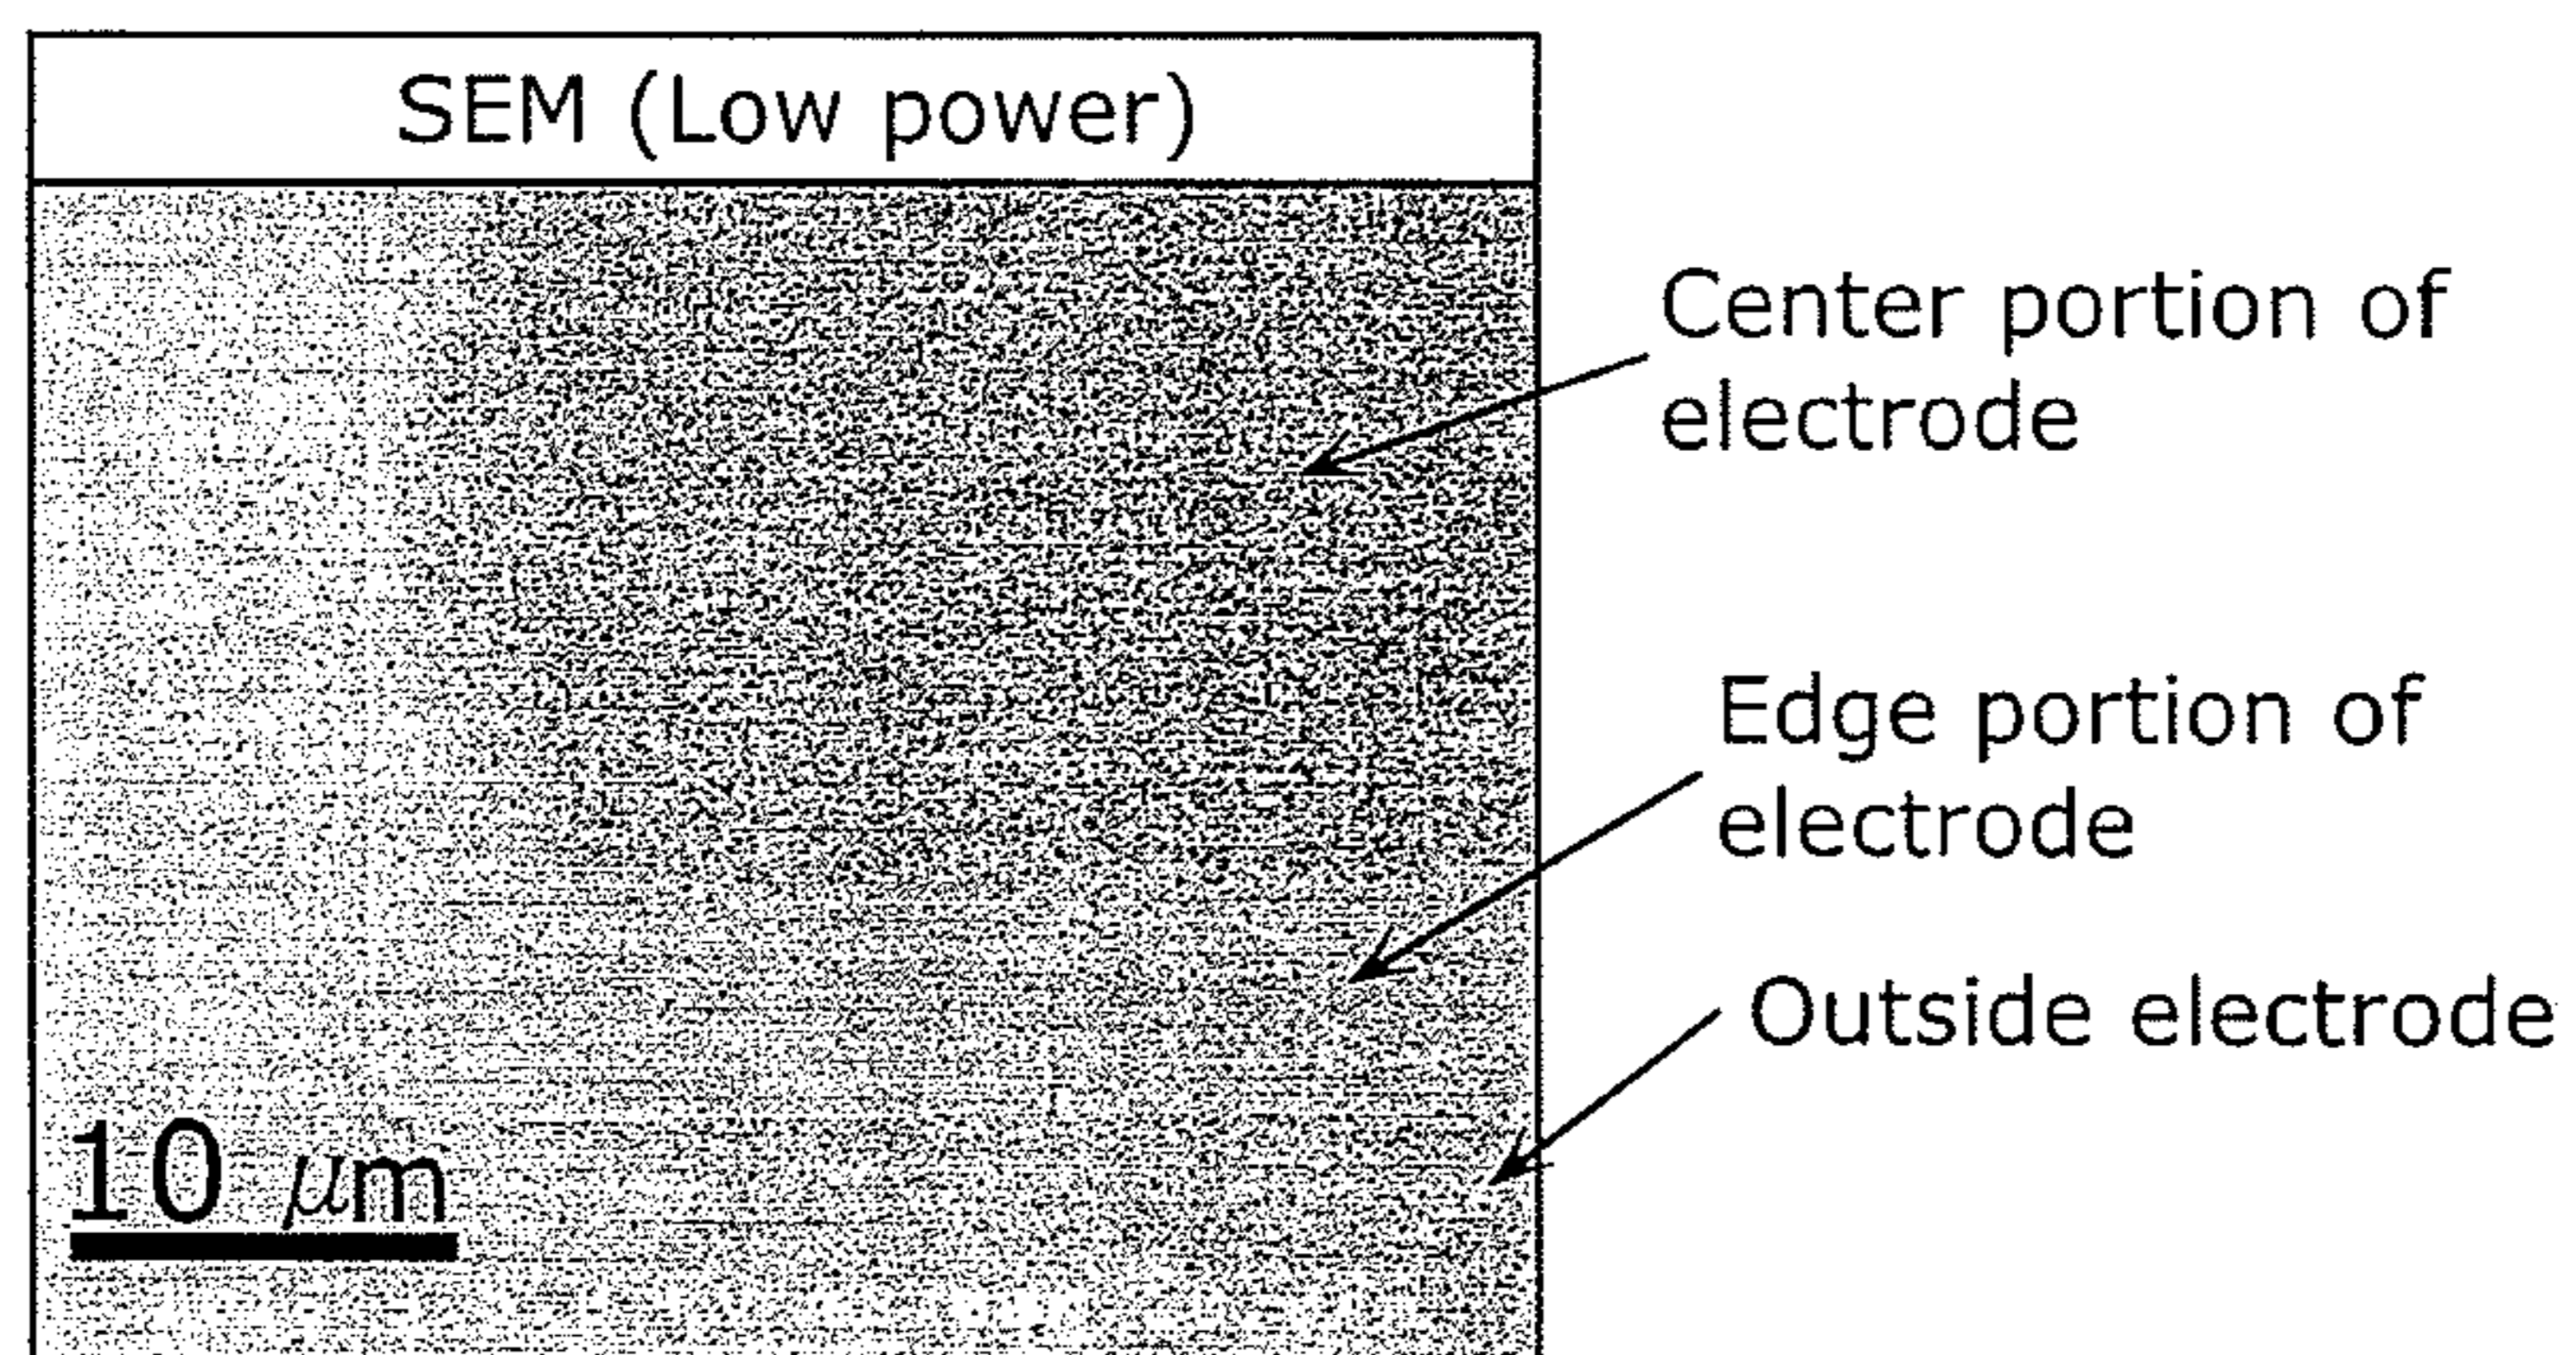 SEM (Low power)
Center portion of
electrode
Edge portion of
electrode
Outside electrode
10 μm